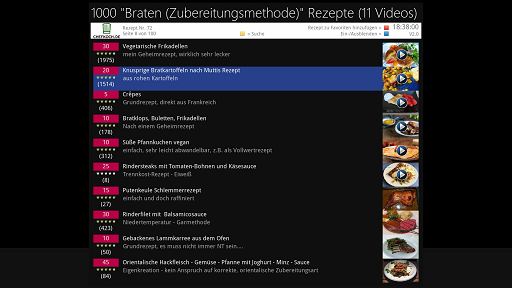 1000 "Braten (Zubereitungsmethode)" Rezepte (11 Videos)
CHEFKOCH.DE
Rezept Nr. 72
Seite 8 von 100
» Suche
Rezept zu Favoriten hinzufügen »
Ein-/Ausblenden »
18:38:00
V2.0
30
(1975)
Vegetarische Frikadellen
mein Geheimrezept, wirklich sehr lecker
20
(1514)
Knusprige Bratkartoffeln nach Muttis Rezept
aus rohen Kartoffeln
5
(406)
Crêpes
Grundrezept, direkt aus Frankreich
10
(178)
Bratklops, Buletten, Frikadellen
Nach einem Geheimrezept
10
(312)
Süße Pfannkuchen vegan
einfach, sehr leicht abwandelbar, z.B. als Vollwertrezept
25
(8)
Rindersteaks mit Tomaten-Bohnen und Käsesauce
Trennkost-Rezept - Eiweiß
15
(27)
Putenkeule Schlemmerrezept
einfach und doch raffiniert
30
(423)
Rinderfilet mit Balsamicosauce
Niedertemperatur - Garmethode
10
(50)
Gebackenes Lammkarree aus dem Ofen
Grundrezept, es muss nicht immer NT sein....
45
(84)
Orientalische Hackfleisch - Gemüse - Pfanne mit Joghurt - Minz - Sauce
Eigenkreation - kein Anspruch auf korrekte, orientalische Zubereitungsart